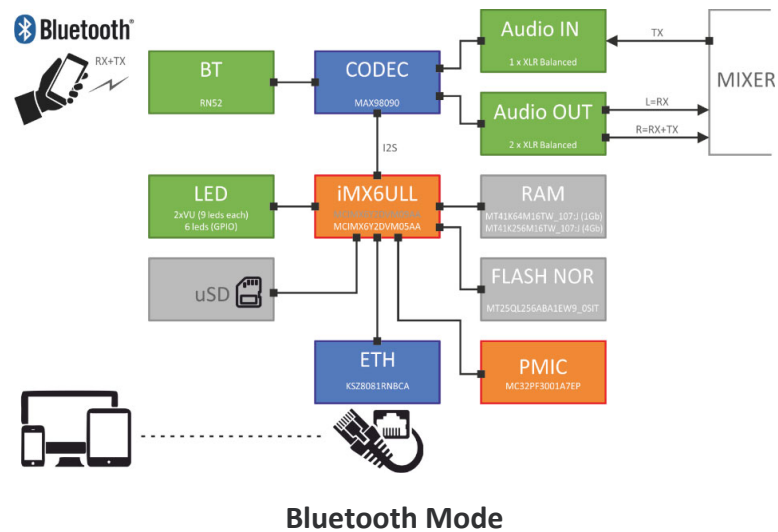 Bluetooth®
RX+TX
BT
RN52
CODEC
MAX98090
Audio IN
1 x XLR Balanced
TX
MIXER
Audio OUT
2 x XLR Balanced
L=RX
R=RX+TX
I2S
LED
2xVU (9 leds each)
6 leds (GPIO)
iMX6ULL
MCIMX6Y2DVM05AA
RAM
MT41K64M16TW_107:J (1Gb)
MT41K256M16TW_107:J (4Gb)
uSD
FLASH NOR
MT25QL256ABA1EW9_0SIT
ETH
KSZ8081RNBCA
PMIC
MC32PF3001A7EP
Bluetooth Mode